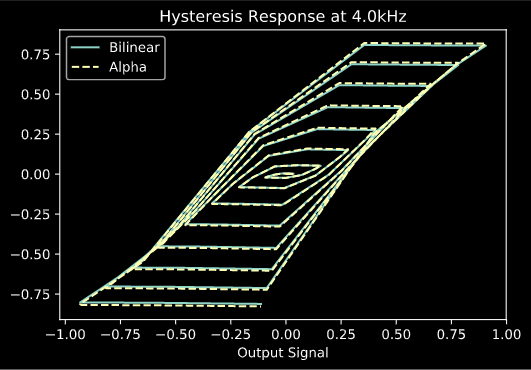 Hysteresis Response at 4.0kHz
Bilinear
Alpha
0.75
0.50
0.25
0.00
−0.25
−0.50
−0.75
−1.00 −0.75 −0.50 −0.25 0.00 0.25 0.50 0.75 1.00
Output Signal